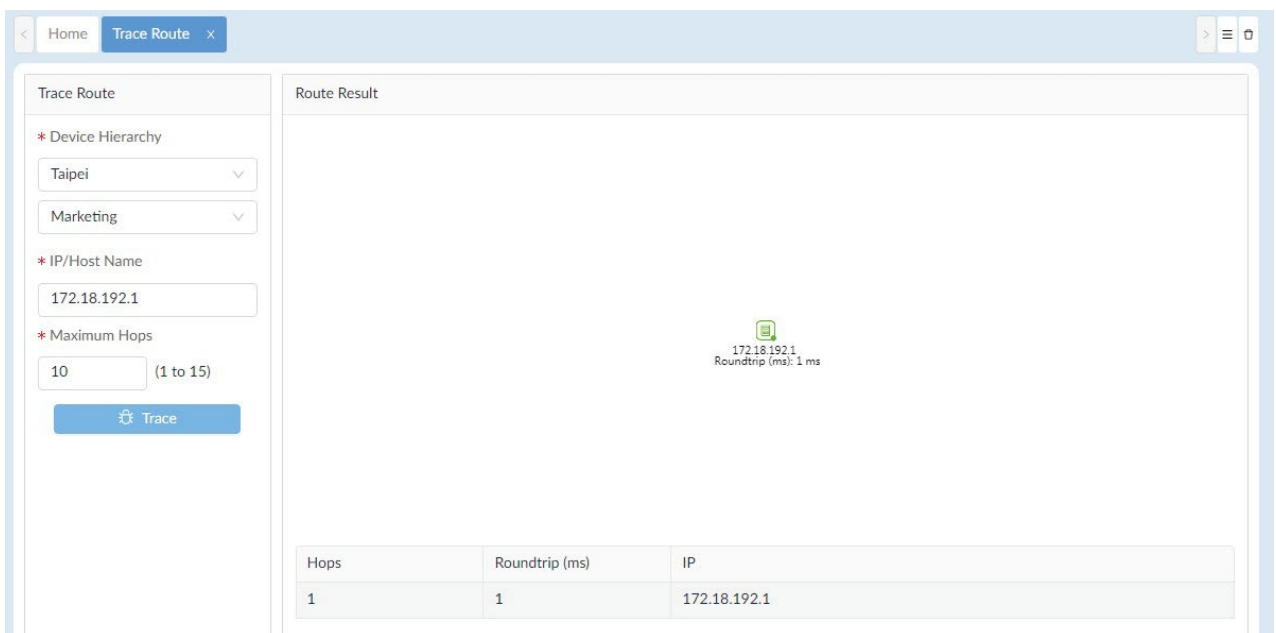 Home
Trace Route X
Trace Route
* Device Hierarchy
Taipei
Marketing
* IP/Host Name
172.18.192.1
* Maximum Hops
10 (1 to 15)
Trace
Route Result
172.18.192.1
Roundtrip (ms): 1 ms
Hops Roundtrip (ms) IP
1 1 172.18.192.1